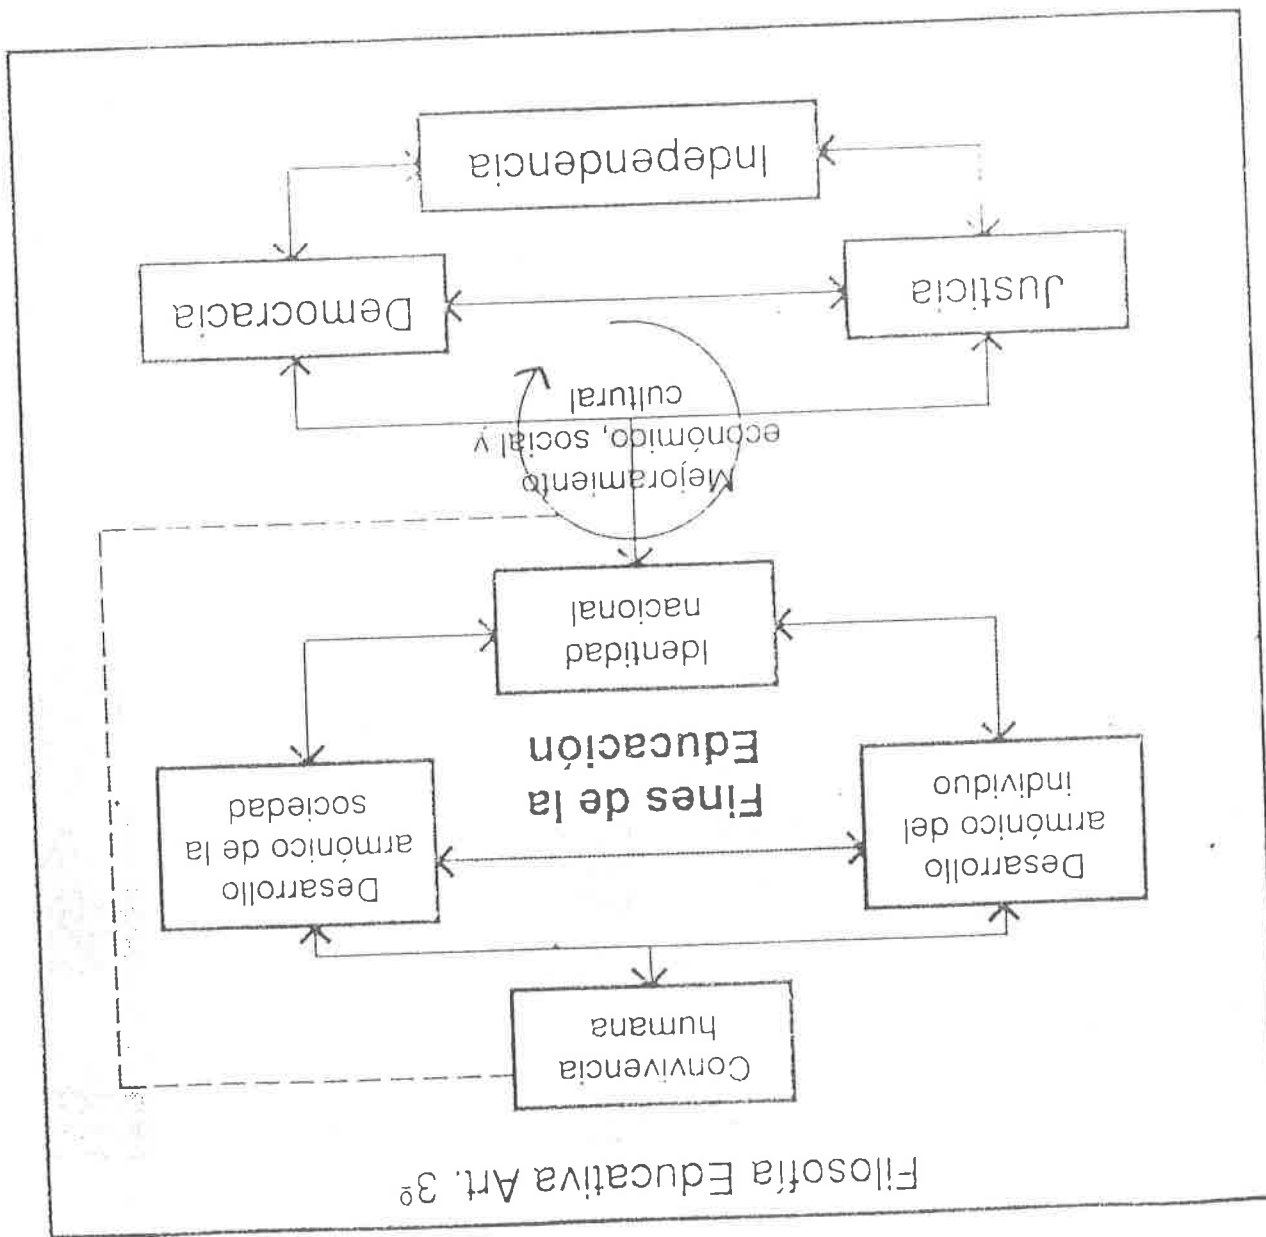 Filosofía Educativa Art. 3º
Convivencia
humana
Desarrollo
armónico del
individuo
Desarrollo
armónico de la
sociedad
Fines de la
Educación
Identidad
nacional
Mejoramiento
económico, social y
cultural
Justicia
Democracia
Independencia